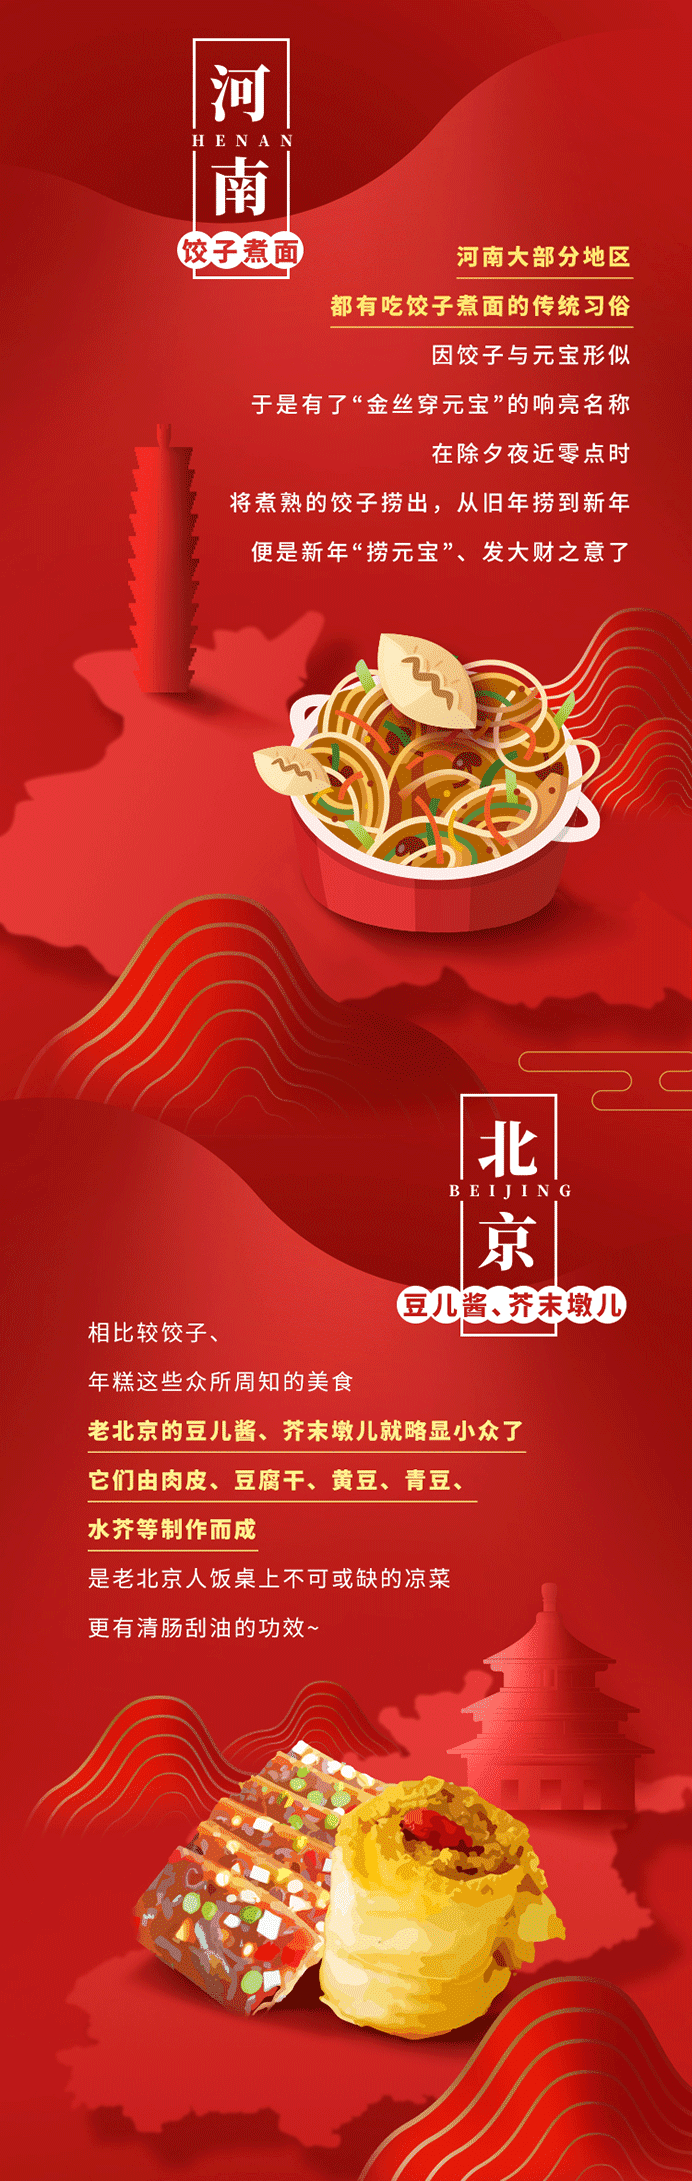 河
HENAN
南
饺子煮面
河南大部分地区
都有吃饺子煮面的传统习俗
因饺子与元宝形似
于是有了“金丝穿元宝”的响亮名称
在除夕夜近零点时
将煮熟的饺子捞出，从旧年捞到新年
便是新年“捞元宝”、发大财之意了
北
BEIJING
京
豆儿酱、芥末墩儿
相比较饺子、
年糕这些众所周知的美食
老北京的豆儿酱、芥末墩儿就略显小众了
它们由肉皮、豆腐干、黄豆、青豆、
水芥等制作而成
是老北京人饭桌上不可或缺的凉菜
更有清肠刮油的功效~